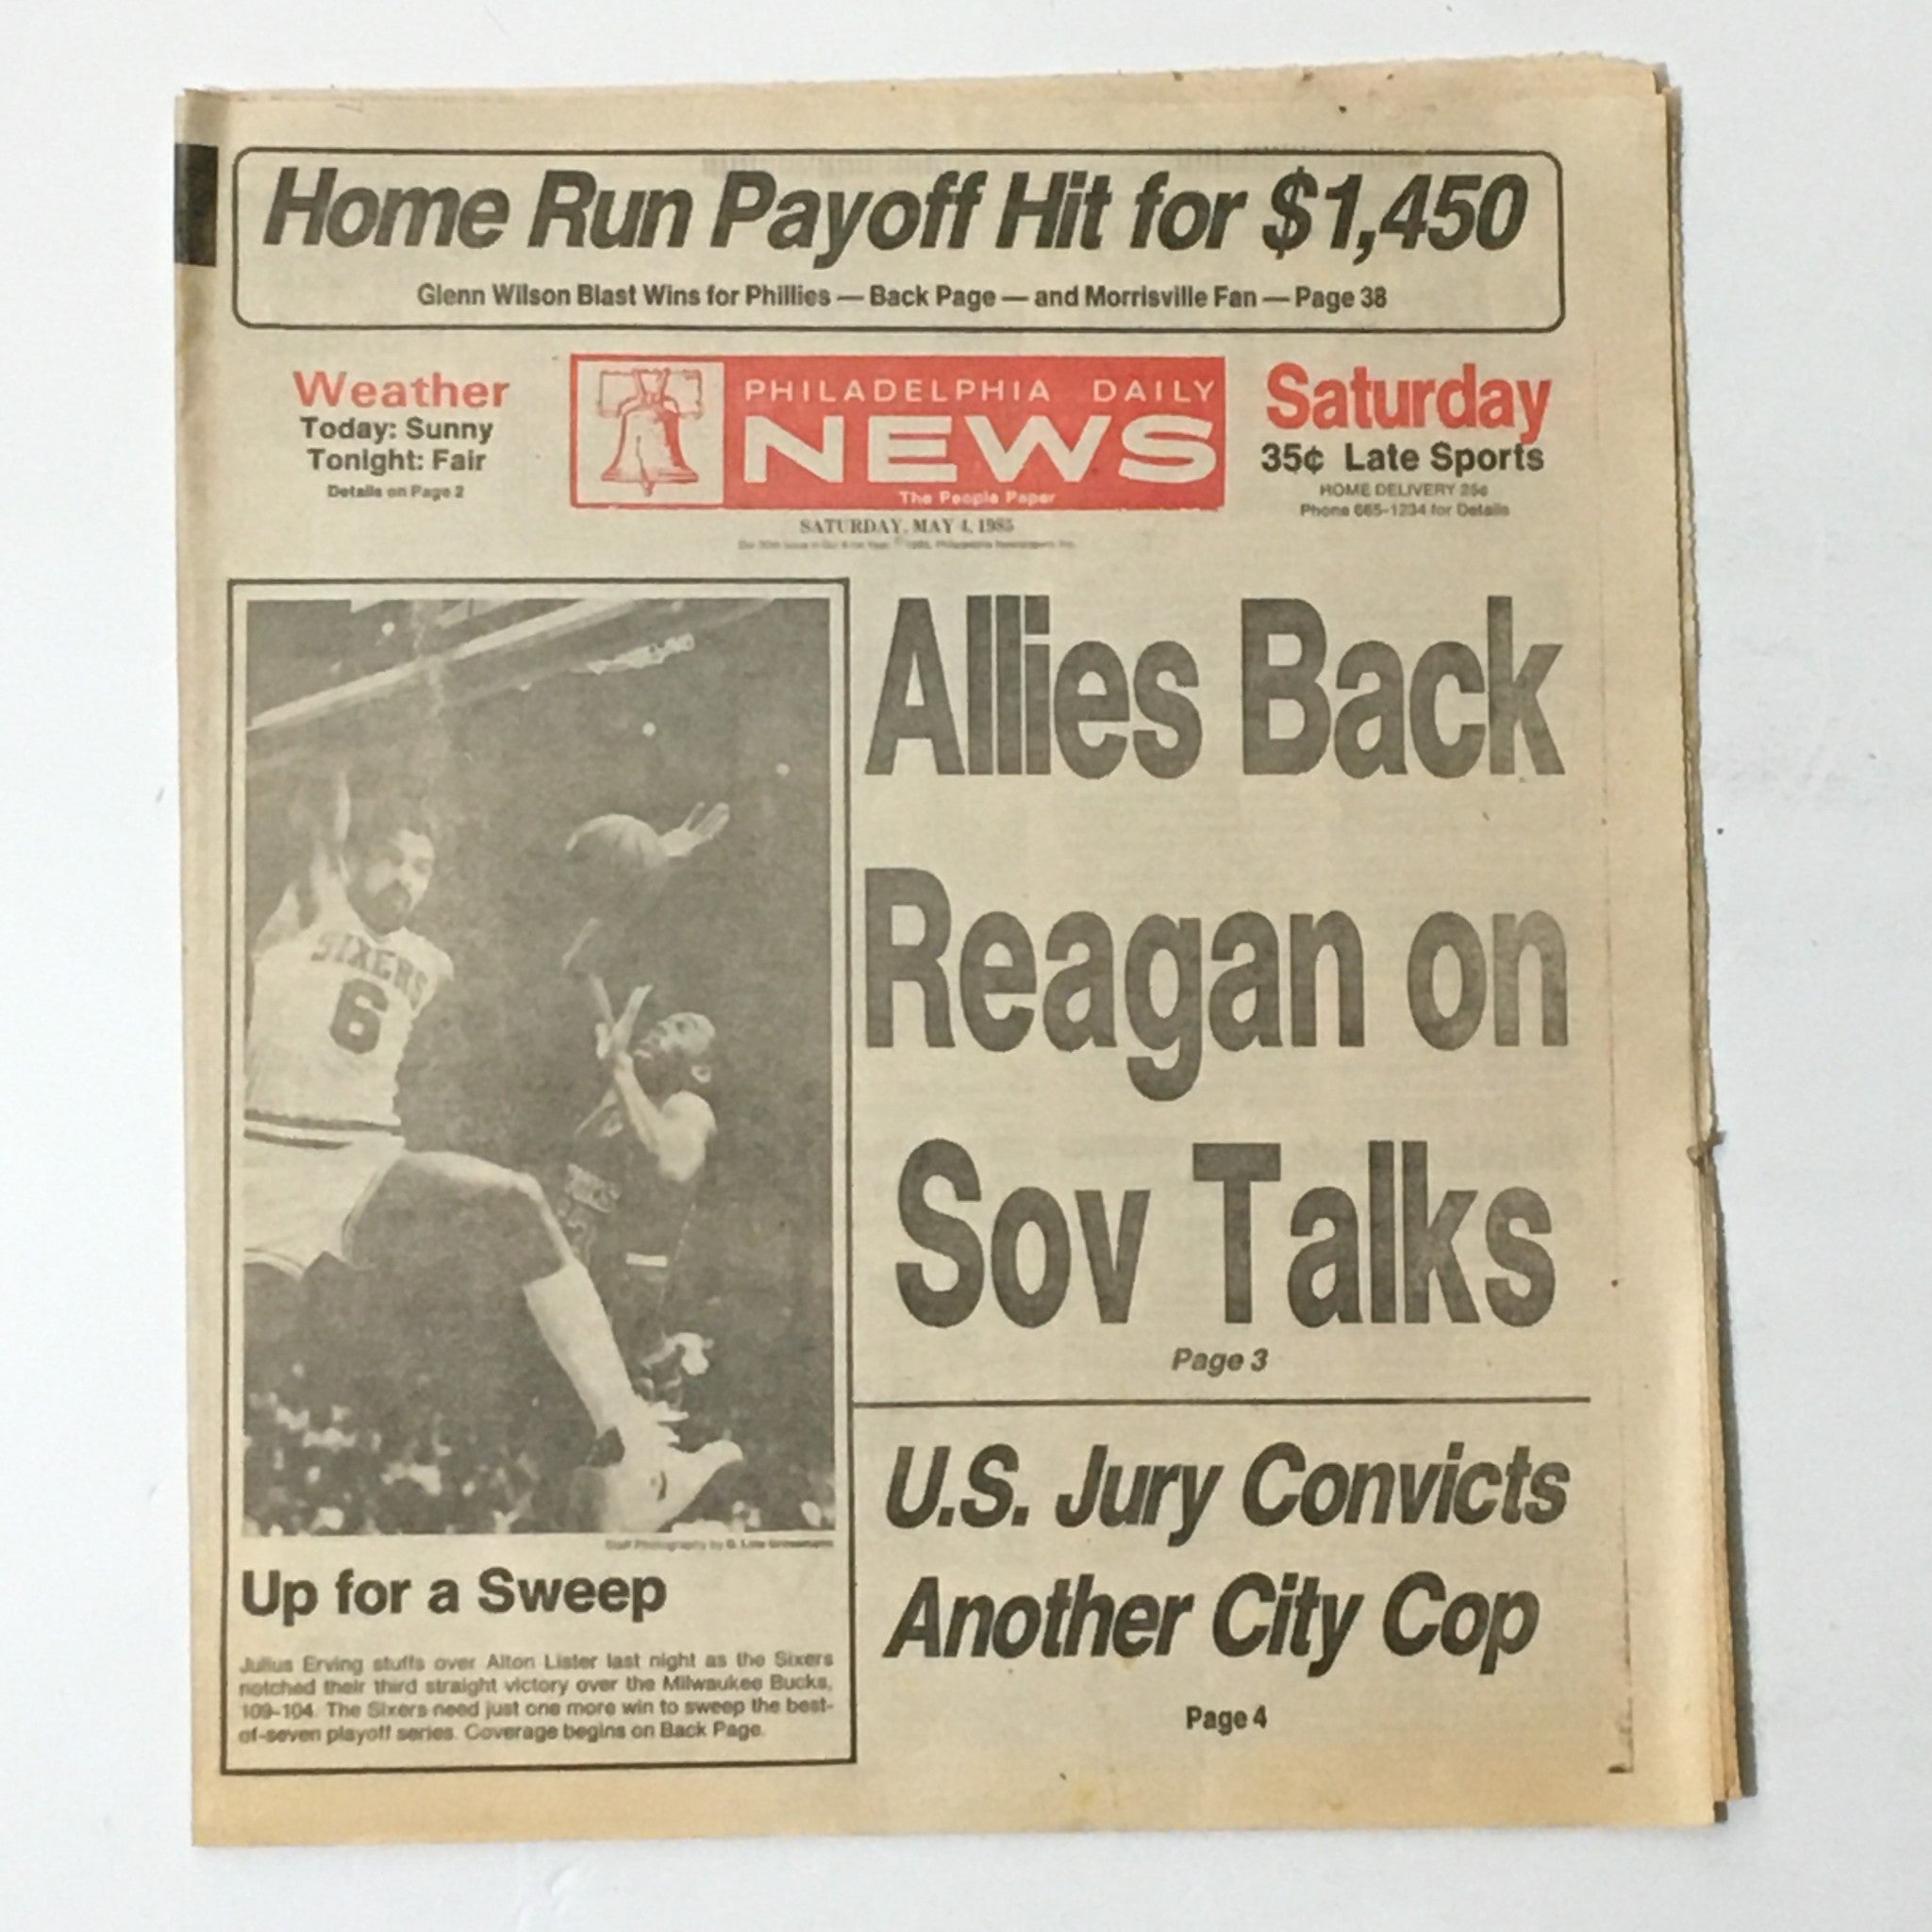 Home Run Payoff Hit for $1,450
Glenn Wilson Blast Wins for Phillies — Back Page — and Morrisville Fan — Page 38
Weather
Today: Sunny
Tonight: Fair
Details on Page 2
PHILADELPHIA DAILY
NEWS
The People Paper
SATURDAY, MAY 4, 1985
Saturday
35¢ Late Sports
HOME DELIVERY 25¢
Phone 665-1234 for Details
SIXERS
6
Staff Photography by
Up for a Sweep
Julius Erving stuffs over Alton Lister last night as the Sixers
notched their third straight victory over the Milwaukee Bucks,
109-104. The Sixers need just one more win to sweep the best-
of-seven playoff series. Coverage begins on Back Page.
Allies Back
Reagan on
Sov Talks
Page 3
U.S. Jury Convicts
Another City Cop
Page 4